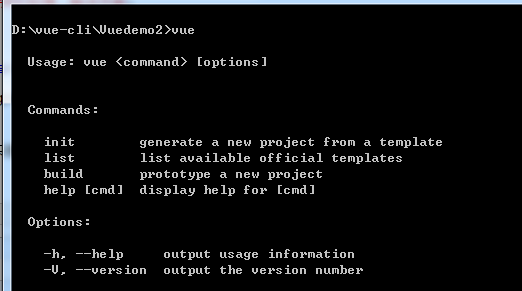 D:\vue-cli\Vuedemo2>vue
Usage: vue <command> [options]
Commands:
init generate a new project from a template
list list available official templates
build prototype a new project
help [cmd] display help for [cmd]
Options:
-h, --help output usage information
-V, --version output the version number